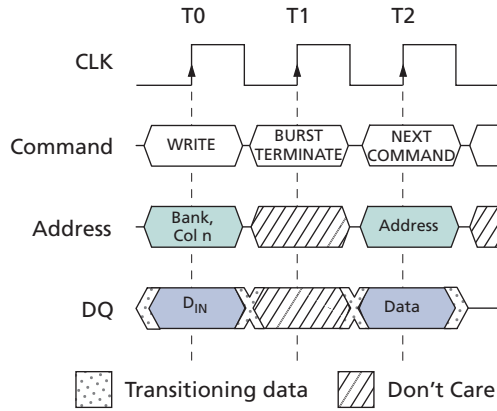 T0 T1 T2
CLK
Command WRITE BURST TERMINATE NEXT COMMAND
Address Bank, Col n Address
DQ DIN Data
Transitioning data Don't Care